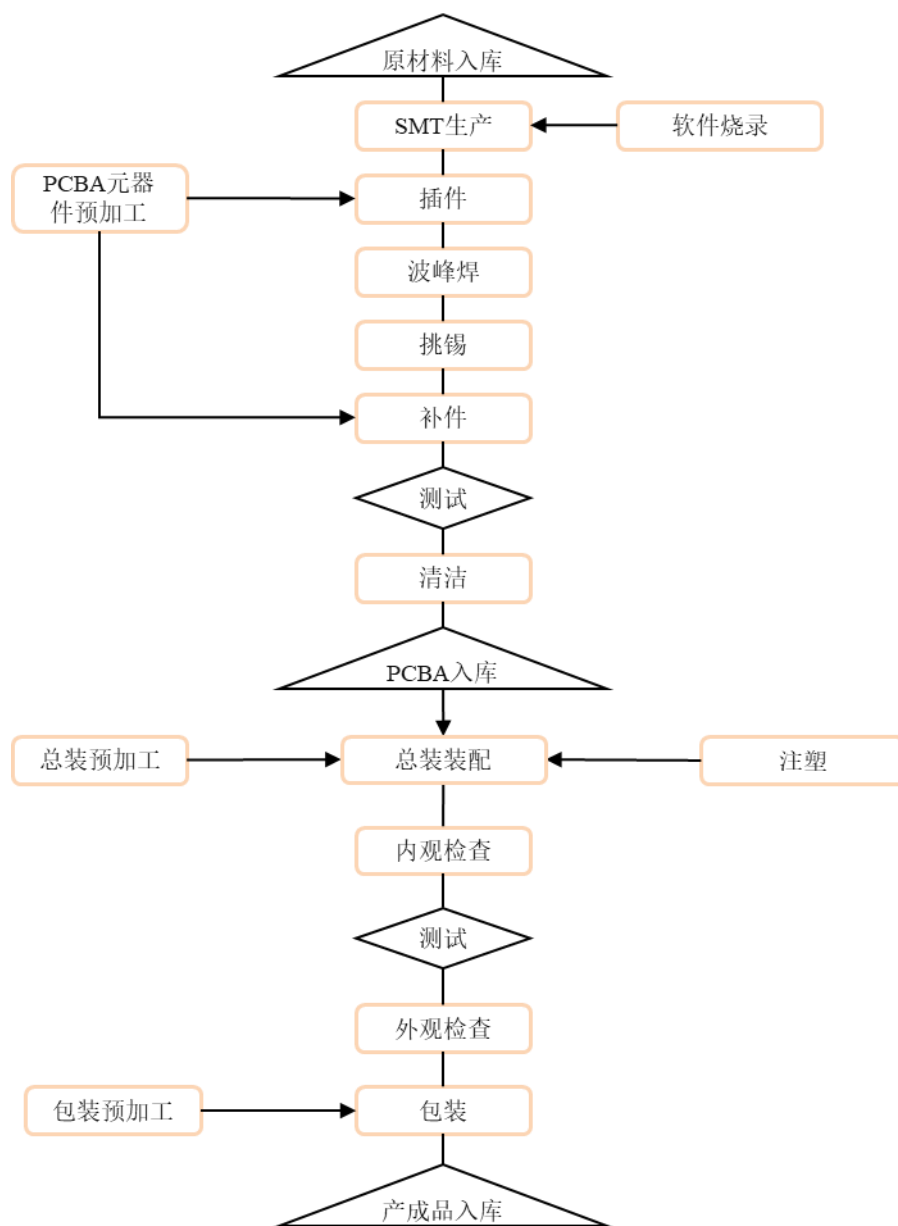 原材料入库
SMT生产
软件烧录
PCBA元器
件预加工
插件
波峰焊
挑锡
补件
测试
清洁
PCBA入库
总装预加工
总装装配
注塑
内观检查
测试
外观检查
包装预加工
包装
产成品入库